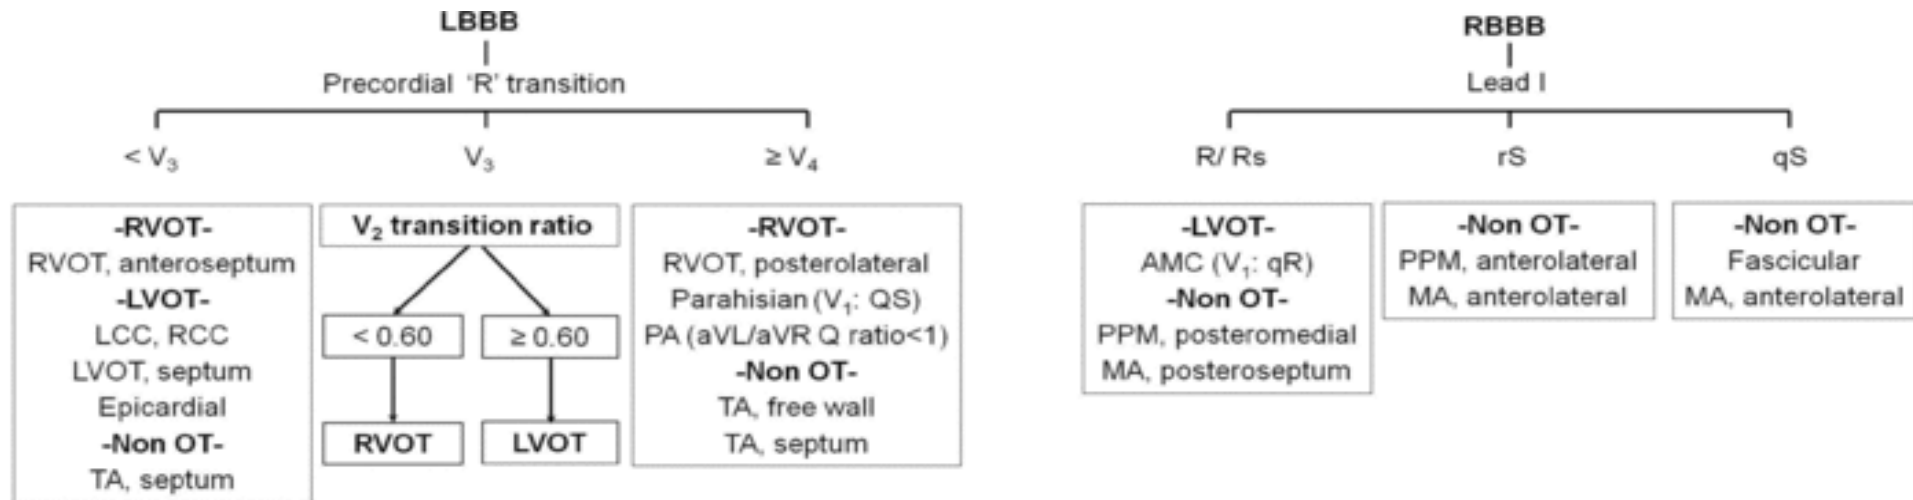 LBBB
Precordial ‘R’ transition
< V₃
V₃
≥ V₄
-RVOT-
RVOT, anteroseptum
-LVOT-
LCC, RCC
LVOT, septum
Epicardial
-Non OT-
TA, septum
V₂ transition ratio
< 0.60
≥ 0.60
RVOT
LVOT
-RVOT-
RVOT, posterolateral
Parahisian (V₁: QS)
PA (aVL/aVR Q ratio<1)
-Non OT-
TA, free wall
TA, septum
RBBB
Lead I
R/ Rs
rS
qS
-LVOT-
AMC (V₁: qR)
-Non OT-
PPM, posteromedial
MA, posteroseptum
-Non OT-
PPM, anterolateral
MA, anterolateral
-Non OT-
Fascicular
MA, anterolateral